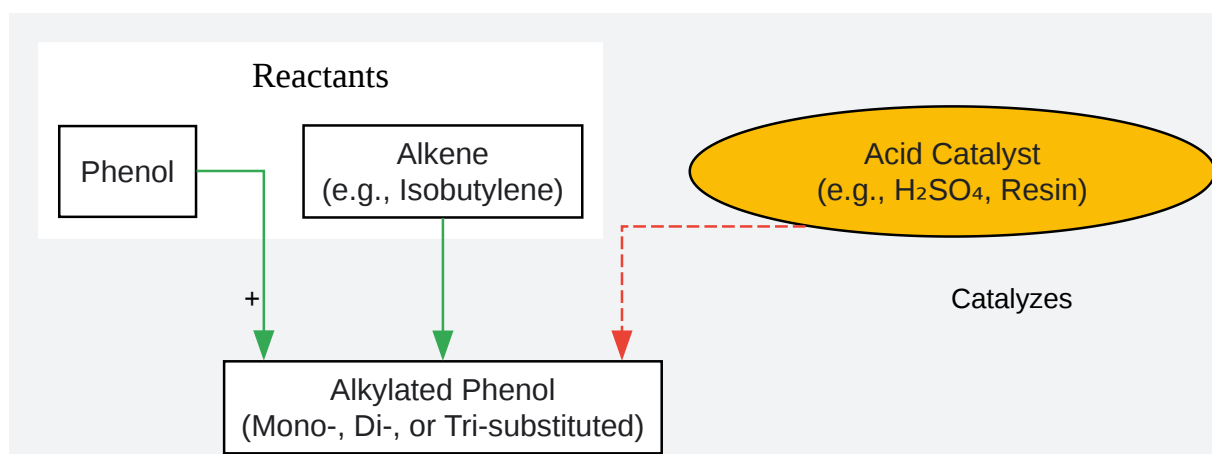 Reactants
Phenol
Alkene
(e.g., Isobutylene)
Acid Catalyst
(e.g., H₂SO₄, Resin)
+
Catalyzes
Alkylated Phenol
(Mono-, Di-, or Tri-substituted)